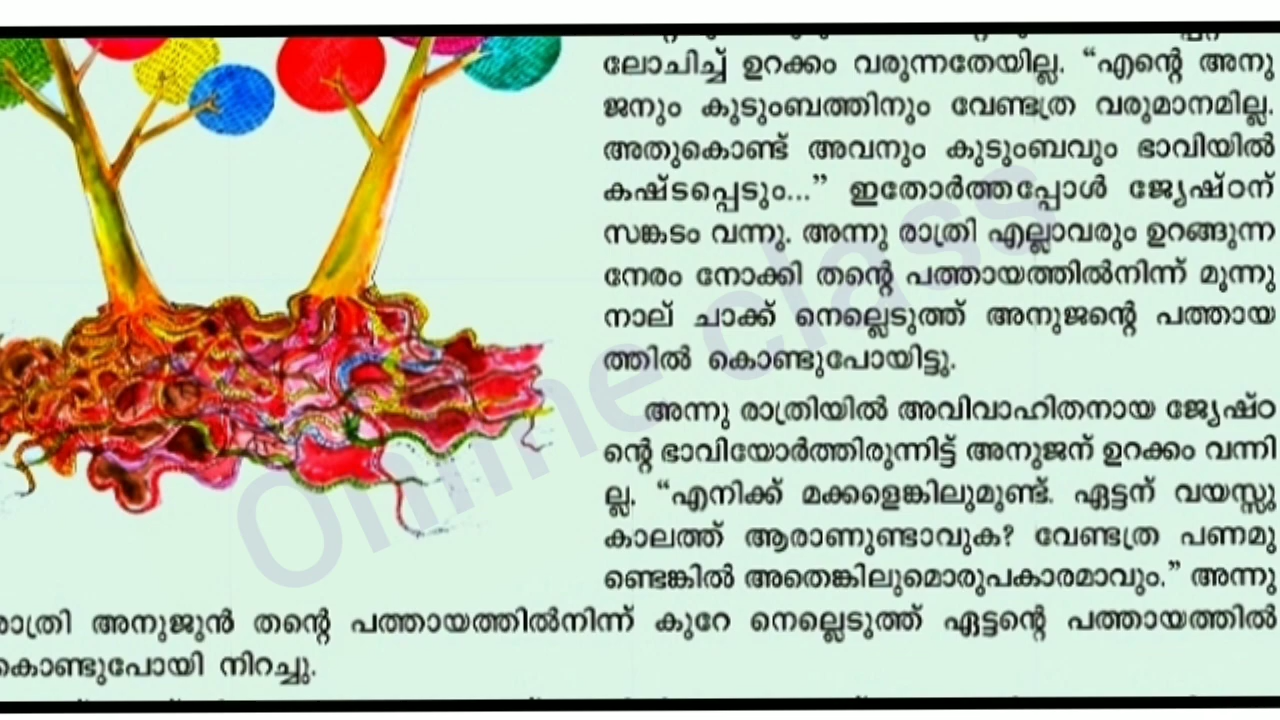 ലോചിച്ച് ഉറക്കം വരുന്നതേയില്ല. “എന്റെ അനു
ജനും കുടുംബത്തിനും വേണ്ടത്ര വരുമാനമില്ല.
അതുകൊണ്ട് അവനും കുടുംബവും ഭാവിയിൽ
കഷ്ടപ്പെടും...” ഇതോർത്തപ്പോൾ ജ്യേഷ്ഠന്
സങ്കടം വന്നു. അന്നു രാത്രി എല്ലാവരും ഉറങ്ങുന്ന
നേരം നോക്കി തന്റെ പത്തായത്തിൽനിന്ന് മൂന്നു
നാല് ചാക്ക് നെല്ലെടുത്ത് അനുജന്റെ പത്തായ
ത്തിൽ കൊണ്ടുപോയിട്ടു.
അന്നു രാത്രിയിൽ അവിവാഹിതനായ ജ്യേഷ്ഠ
ന്റെ ഭാവിയോർത്തിരുന്നിട്ട് അനുജന് ഉറക്കം വന്നി
ല്ല. “എനിക്ക് മക്കളെങ്കിലുമുണ്ട്. ഏട്ടന് വയസ്സു
കാലത്ത് ആരാണുണ്ടാവുക? വേണ്ടത്ര പണമു
ണ്ടെങ്കിൽ അതെങ്കിലുമൊരുപകാരമാവും.” അന്നു
രാത്രി അനുജുൻ തന്റെ പത്തായത്തിൽനിന്ന് കുറേ നെല്ലെടുത്ത് ഏട്ടന്റെ പത്തായത്തിൽ
കൊണ്ടുപോയി നിറച്ചു.
Online class